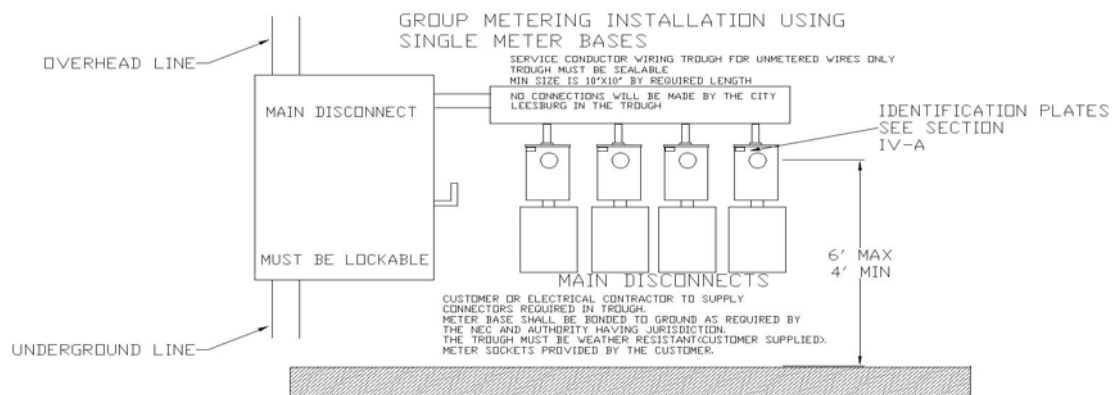 GROUP METERING INSTALLATION USING
SINGLE METER BASES
OVERHEAD LINE
SERVICE CONDUCTOR WIRING TROUGH FOR UNMETERED WIRES ONLY
TROUGH MUST BE SEALABLE
MIN SIZE IS 10"X10" BY REQUIRED LENGTH
NO CONNECTIONS WILL BE MADE BY THE CITY
LEESBURG IN THE TROUGH
MAIN DISCONNECT
IDENTIFICATION PLATES
SEE SECTION
IV-A
MUST BE LOCKABLE
6' MAX
4' MIN
MAIN DISCONNECTS
CUSTOMER OR ELECTRICAL CONTRACTOR TO SUPPLY
CONNECTORS REQUIRED IN TROUGH.
METER BASE SHALL BE BONDED TO GROUND AS REQUIRED BY
THE NEC AND AUTHORITY HAVING JURISDICTION.
THE TROUGH MUST BE WEATHER RESISTANT(CUSTOMER SUPPLIED).
METER SOCKETS PROVIDED BY THE CUSTOMER.
UNDERGROUND LINE